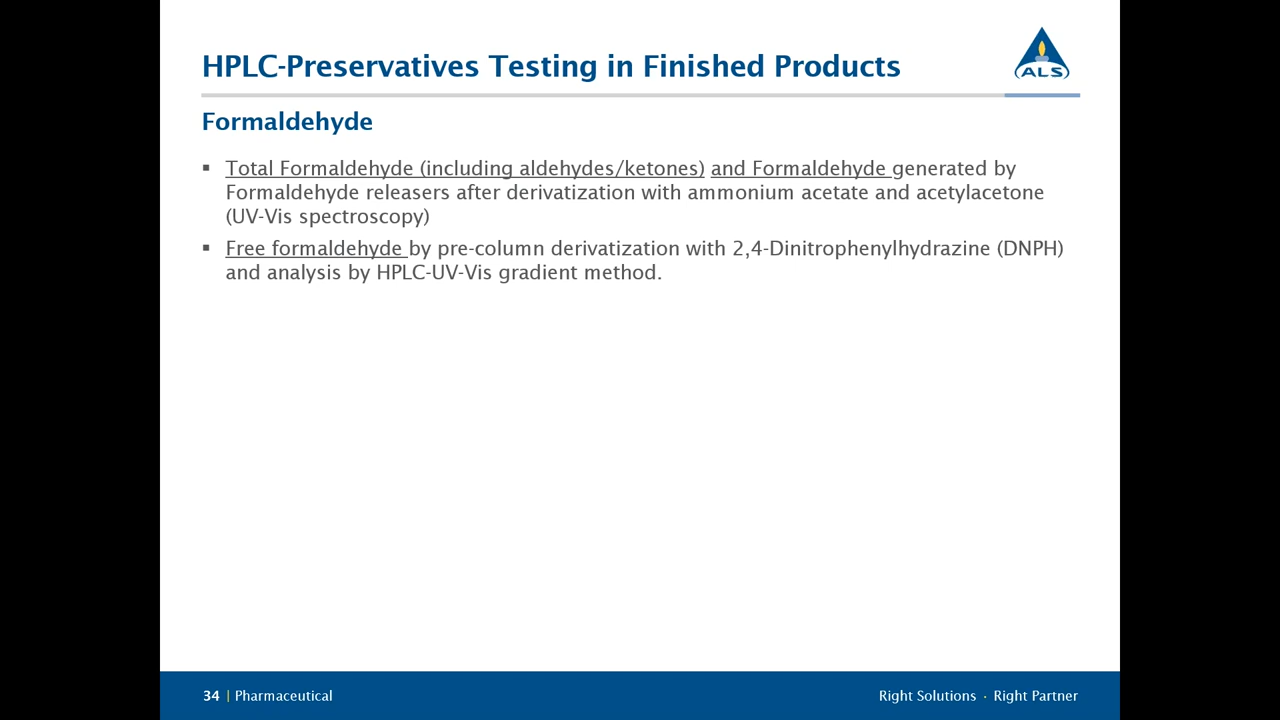 HPLC-Preservatives Testing in Finished Products
ALS
Formaldehyde
▪ Total Formaldehyde (including aldehydes/ketones) and Formaldehyde generated by
Formaldehyde releasers after derivatization with ammonium acetate and acetylacetone
(UV-Vis spectroscopy)
▪ Free formaldehyde by pre-column derivatization with 2,4-Dinitrophenylhydrazine (DNPH)
and analysis by HPLC-UV-Vis gradient method.
34 | Pharmaceutical
Right Solutions · Right Partner